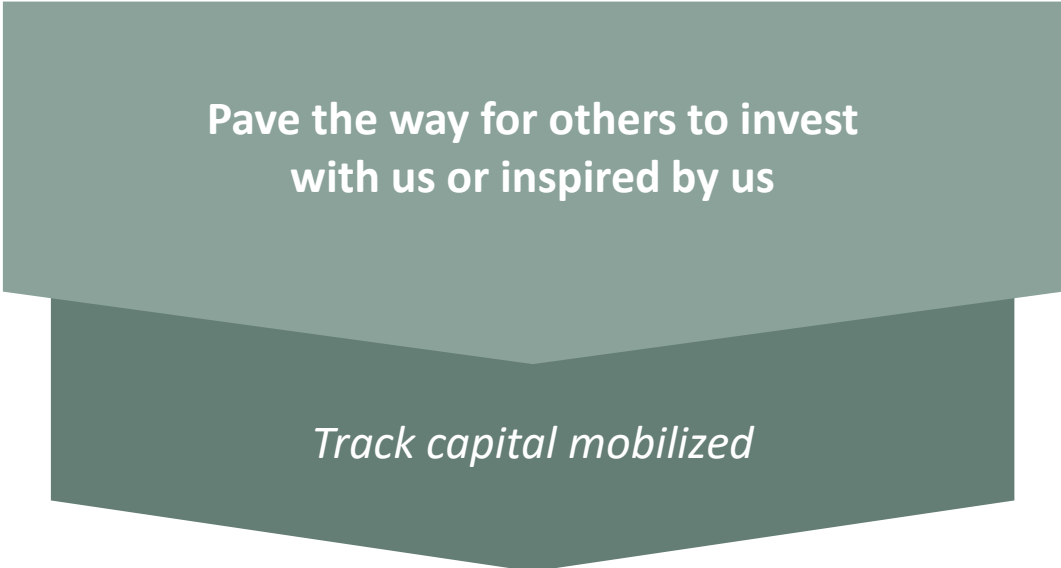 Pave the way for others to invest
with us or inspired by us
Track capital mobilized